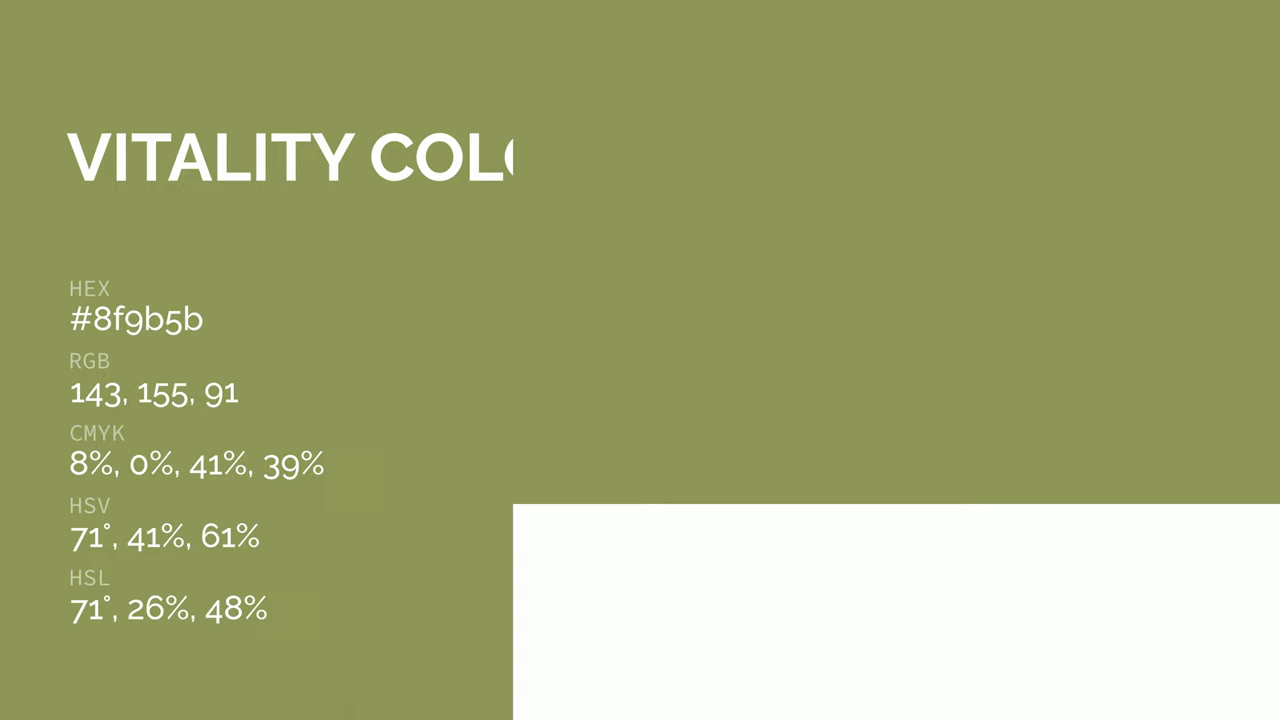 VITALITY COL
HEX
#8f9b5b
RGB
143, 155, 91
CMYK
8%, 0%, 41%, 39%
HSV
71°, 41%, 61%
HSL
71°, 26%, 48%